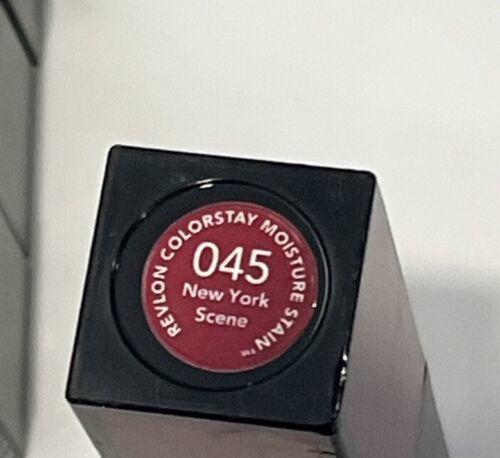 REVLON COLORSTAY MOISTURE STAIN™
045
New York
Scene